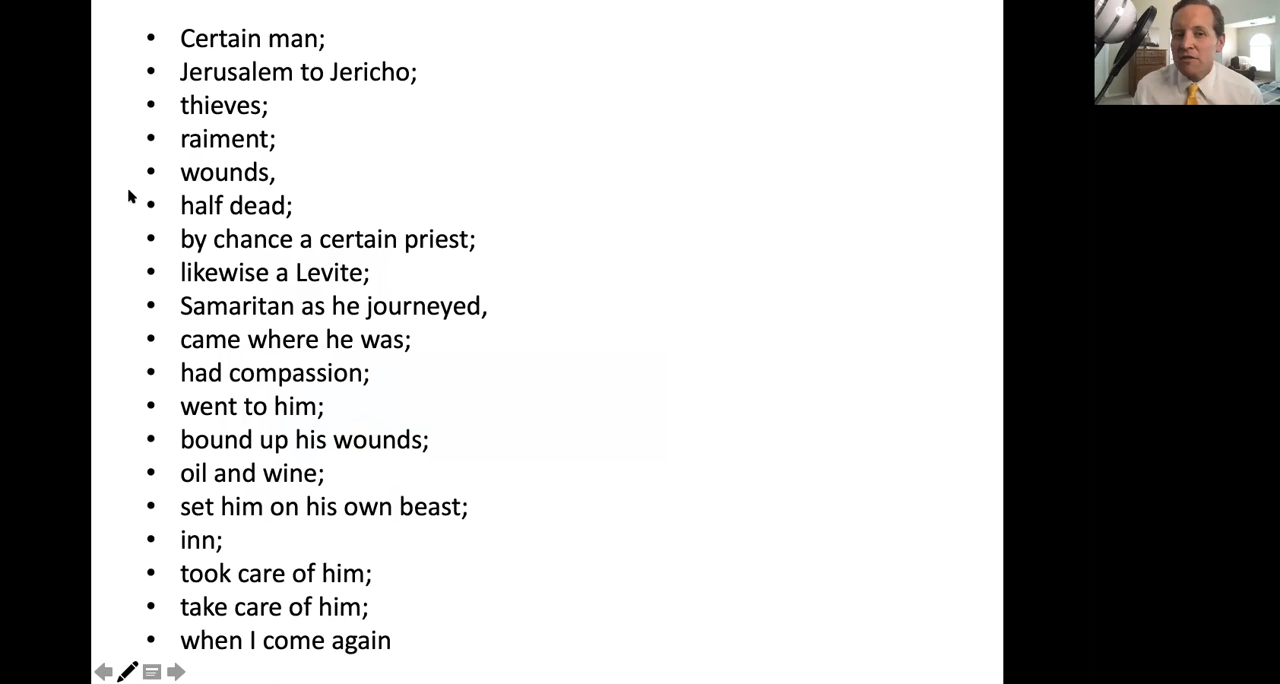 • Certain man;
• Jerusalem to Jericho;
• thieves;
• raiment;
• wounds,
• half dead;
• by chance a certain priest;
• likewise a Levite;
• Samaritan as he journeyed,
• came where he was;
• had compassion;
• went to him;
• bound up his wounds;
• oil and wine;
• set him on his own beast;
• inn;
• took care of him;
• take care of him;
• when I come again